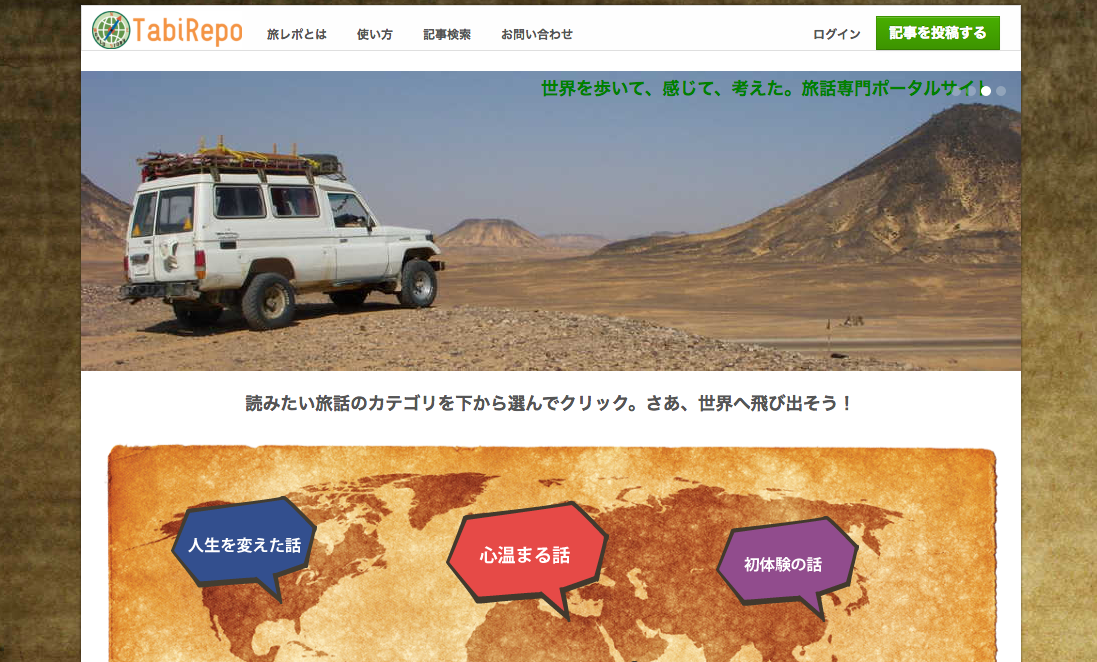 TabiRepo
旅レポとは
使い方
記事検索
お問い合わせ
ログイン
記事を投稿する
世界を歩いて、感じて、考えた。旅話専門ポータルサイト
読みたい旅話のカテゴリを下から選んでクリック。さあ、世界へ飛び出そう！
人生を変えた話
心温まる話
初体験の話